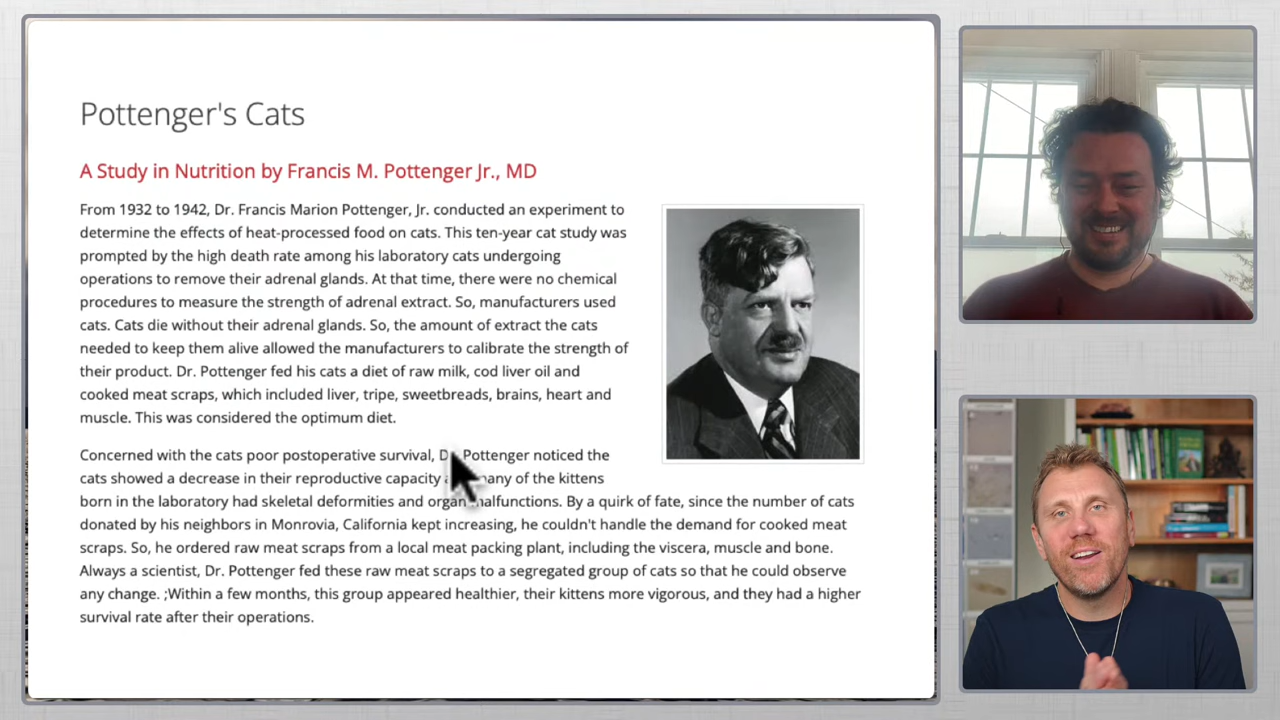 Pottenger's Cats
A Study in Nutrition by Francis M. Pottenger Jr., MD
From 1932 to 1942, Dr. Francis Marion Pottenger, Jr. conducted an experiment to
determine the effects of heat-processed food on cats. This ten-year cat study was
prompted by the high death rate among his laboratory cats undergoing
operations to remove their adrenal glands. At that time, there were no chemical
procedures to measure the strength of adrenal extract. So, manufacturers used
cats. Cats die without their adrenal glands. So, the amount of extract the cats
needed to keep them alive allowed the manufacturers to calibrate the strength of
their product. Dr. Pottenger fed his cats a diet of raw milk, cod liver oil and
cooked meat scraps, which included liver, tripe, sweetbreads, brains, heart and
muscle. This was considered the optimum diet.
Concerned with the cats poor postoperative survival, Pottenger noticed the
cats showed a decrease in their reproductive capacity many of the kittens
born in the laboratory had skeletal deformities and organ malfunctions. By a quirk of fate, since the number of cats
donated by his neighbors in Monrovia, California kept increasing, he couldn't handle the demand for cooked meat
scraps. So, he ordered raw meat scraps from a local meat packing plant, including the viscera, muscle and bone.
Always a scientist, Dr. Pottenger fed these raw meat scraps to a segregated group of cats so that he could observe
any change. ;Within a few months, this group appeared healthier, their kittens more vigorous, and they had a higher
survival rate after their operations.